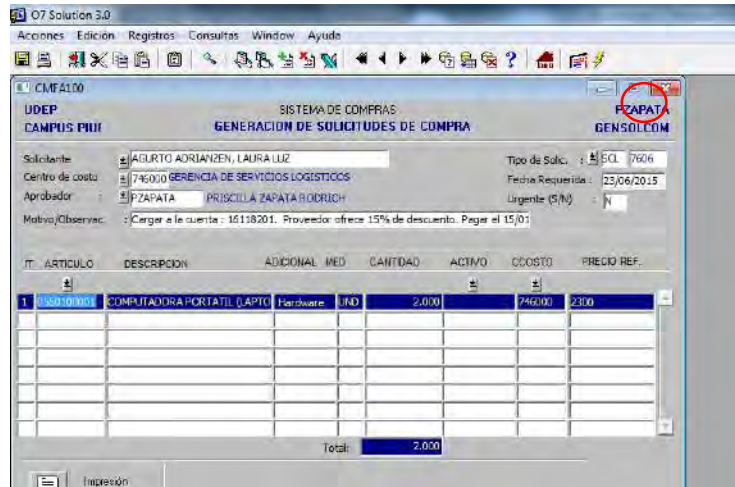 O7 Solution 3.0
Acciones Edición Registros Consultas Window Ayuda
CMFA100
UDEP SISTEMA DE COMPRAS PZAPATA
CAMPUS PIU GENERACION DE SOLICITUDES DE COMPRA GENSOLCOM
Solicitante AGURTO ADRIANZEN, LAURA LUZ Tipo de Solic. : SCL 7606
Centro de costo 746000 GERENCIA DE SERVICIOS LOGISTICOS Fecha Requerida : 23/06/2015
Aprobador : PZAPATA PRISCILLA ZAPATA RODRICH Urgente (S/N) : N
Motivo/Observac. : Cargar a la cuenta : 16118201. Proveedor ofrece 15% de descuento. Pagar el 15/01
IT ARTICULO DESCRIPCION ADICIONAL MED CANTIDAD ACTIVO CCOSTO PRECIO REF.
1 COMPUTADORA PORTATIL (LAPTO Hardware UND 2.000 746000 2300
Total: 2.000
Impresión